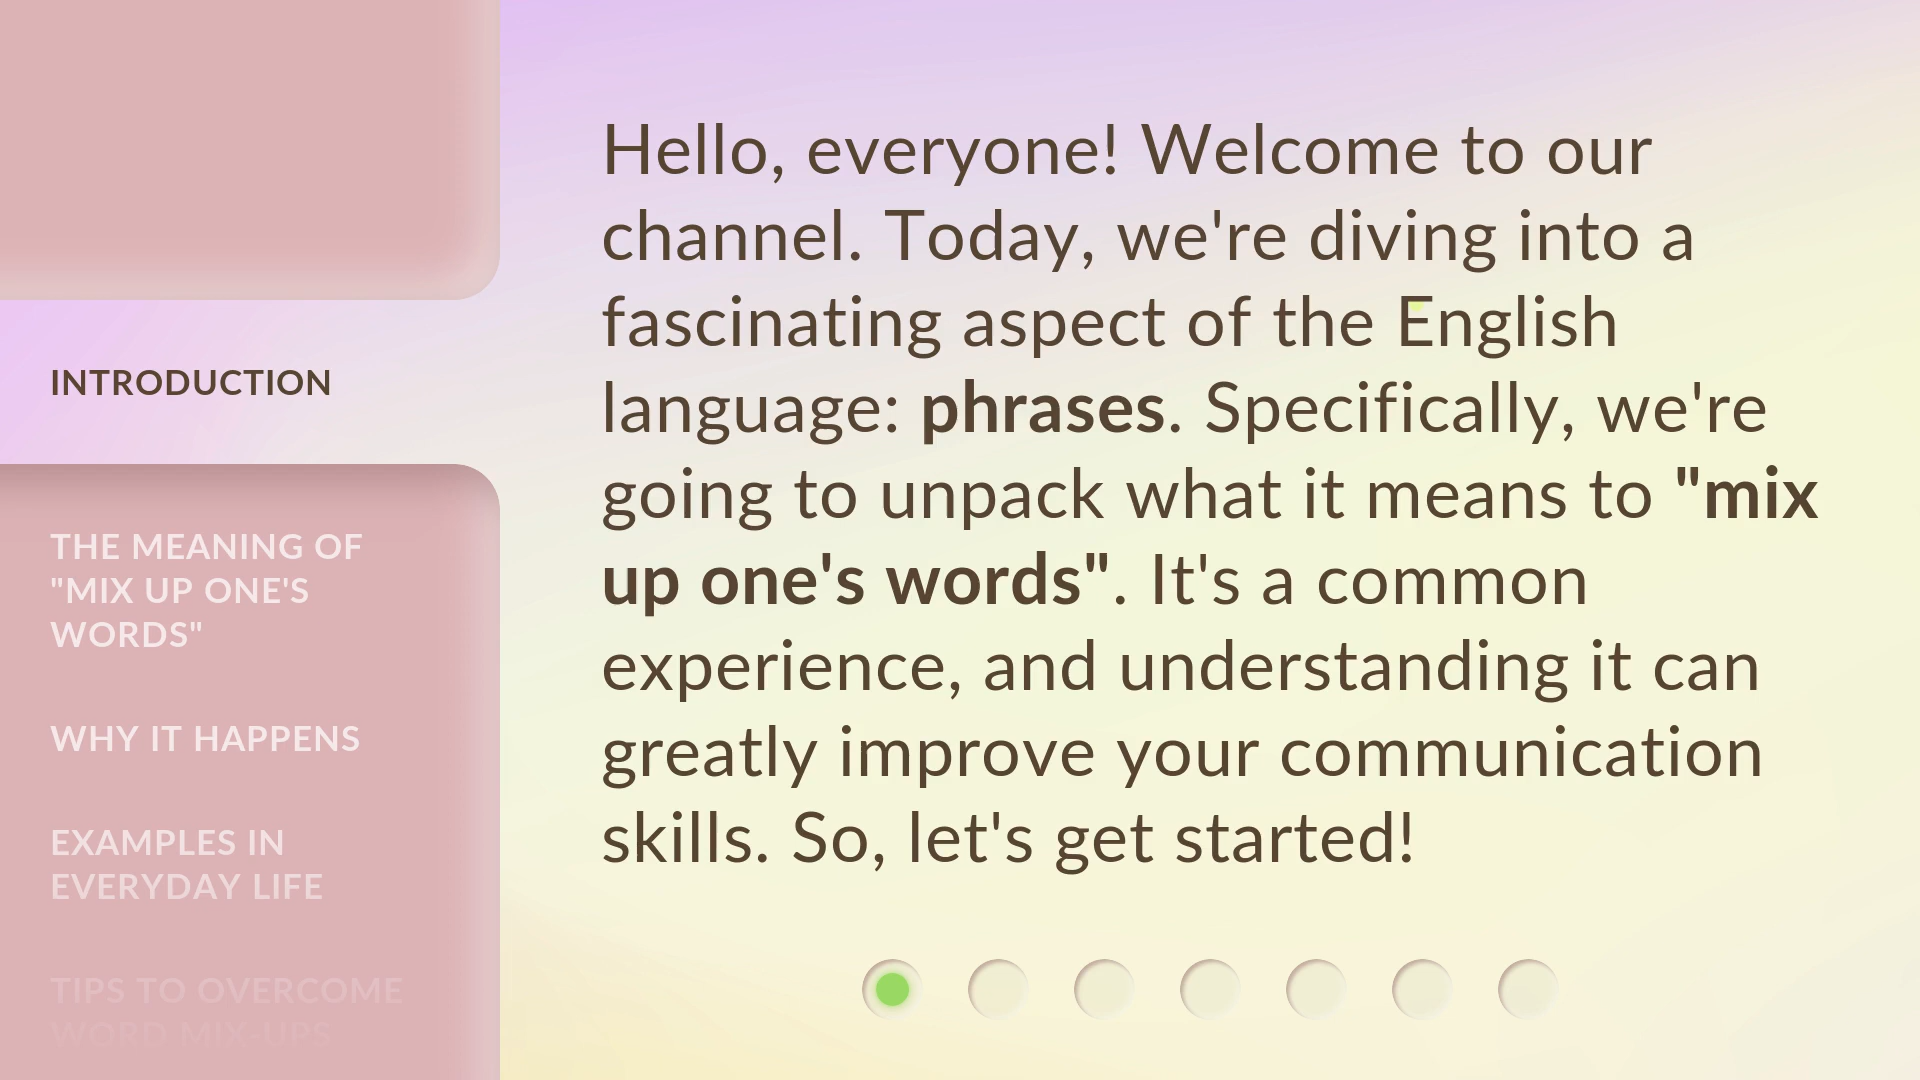 INTRODUCTION
THE MEANING OF
"MIX UP ONE'S
WORDS"
WHY IT HAPPENS
EXAMPLES IN
EVERYDAY LIFE
TIPS TO OVERCOME
WORD MIX-UPS
Hello, everyone! Welcome to our
channel. Today, we're diving into a
fascinating aspect of the English
language: phrases. Specifically, we're
going to unpack what it means to "mix
up one's words". It's a common
experience, and understanding it can
greatly improve your communication
skills. So, let's get started!